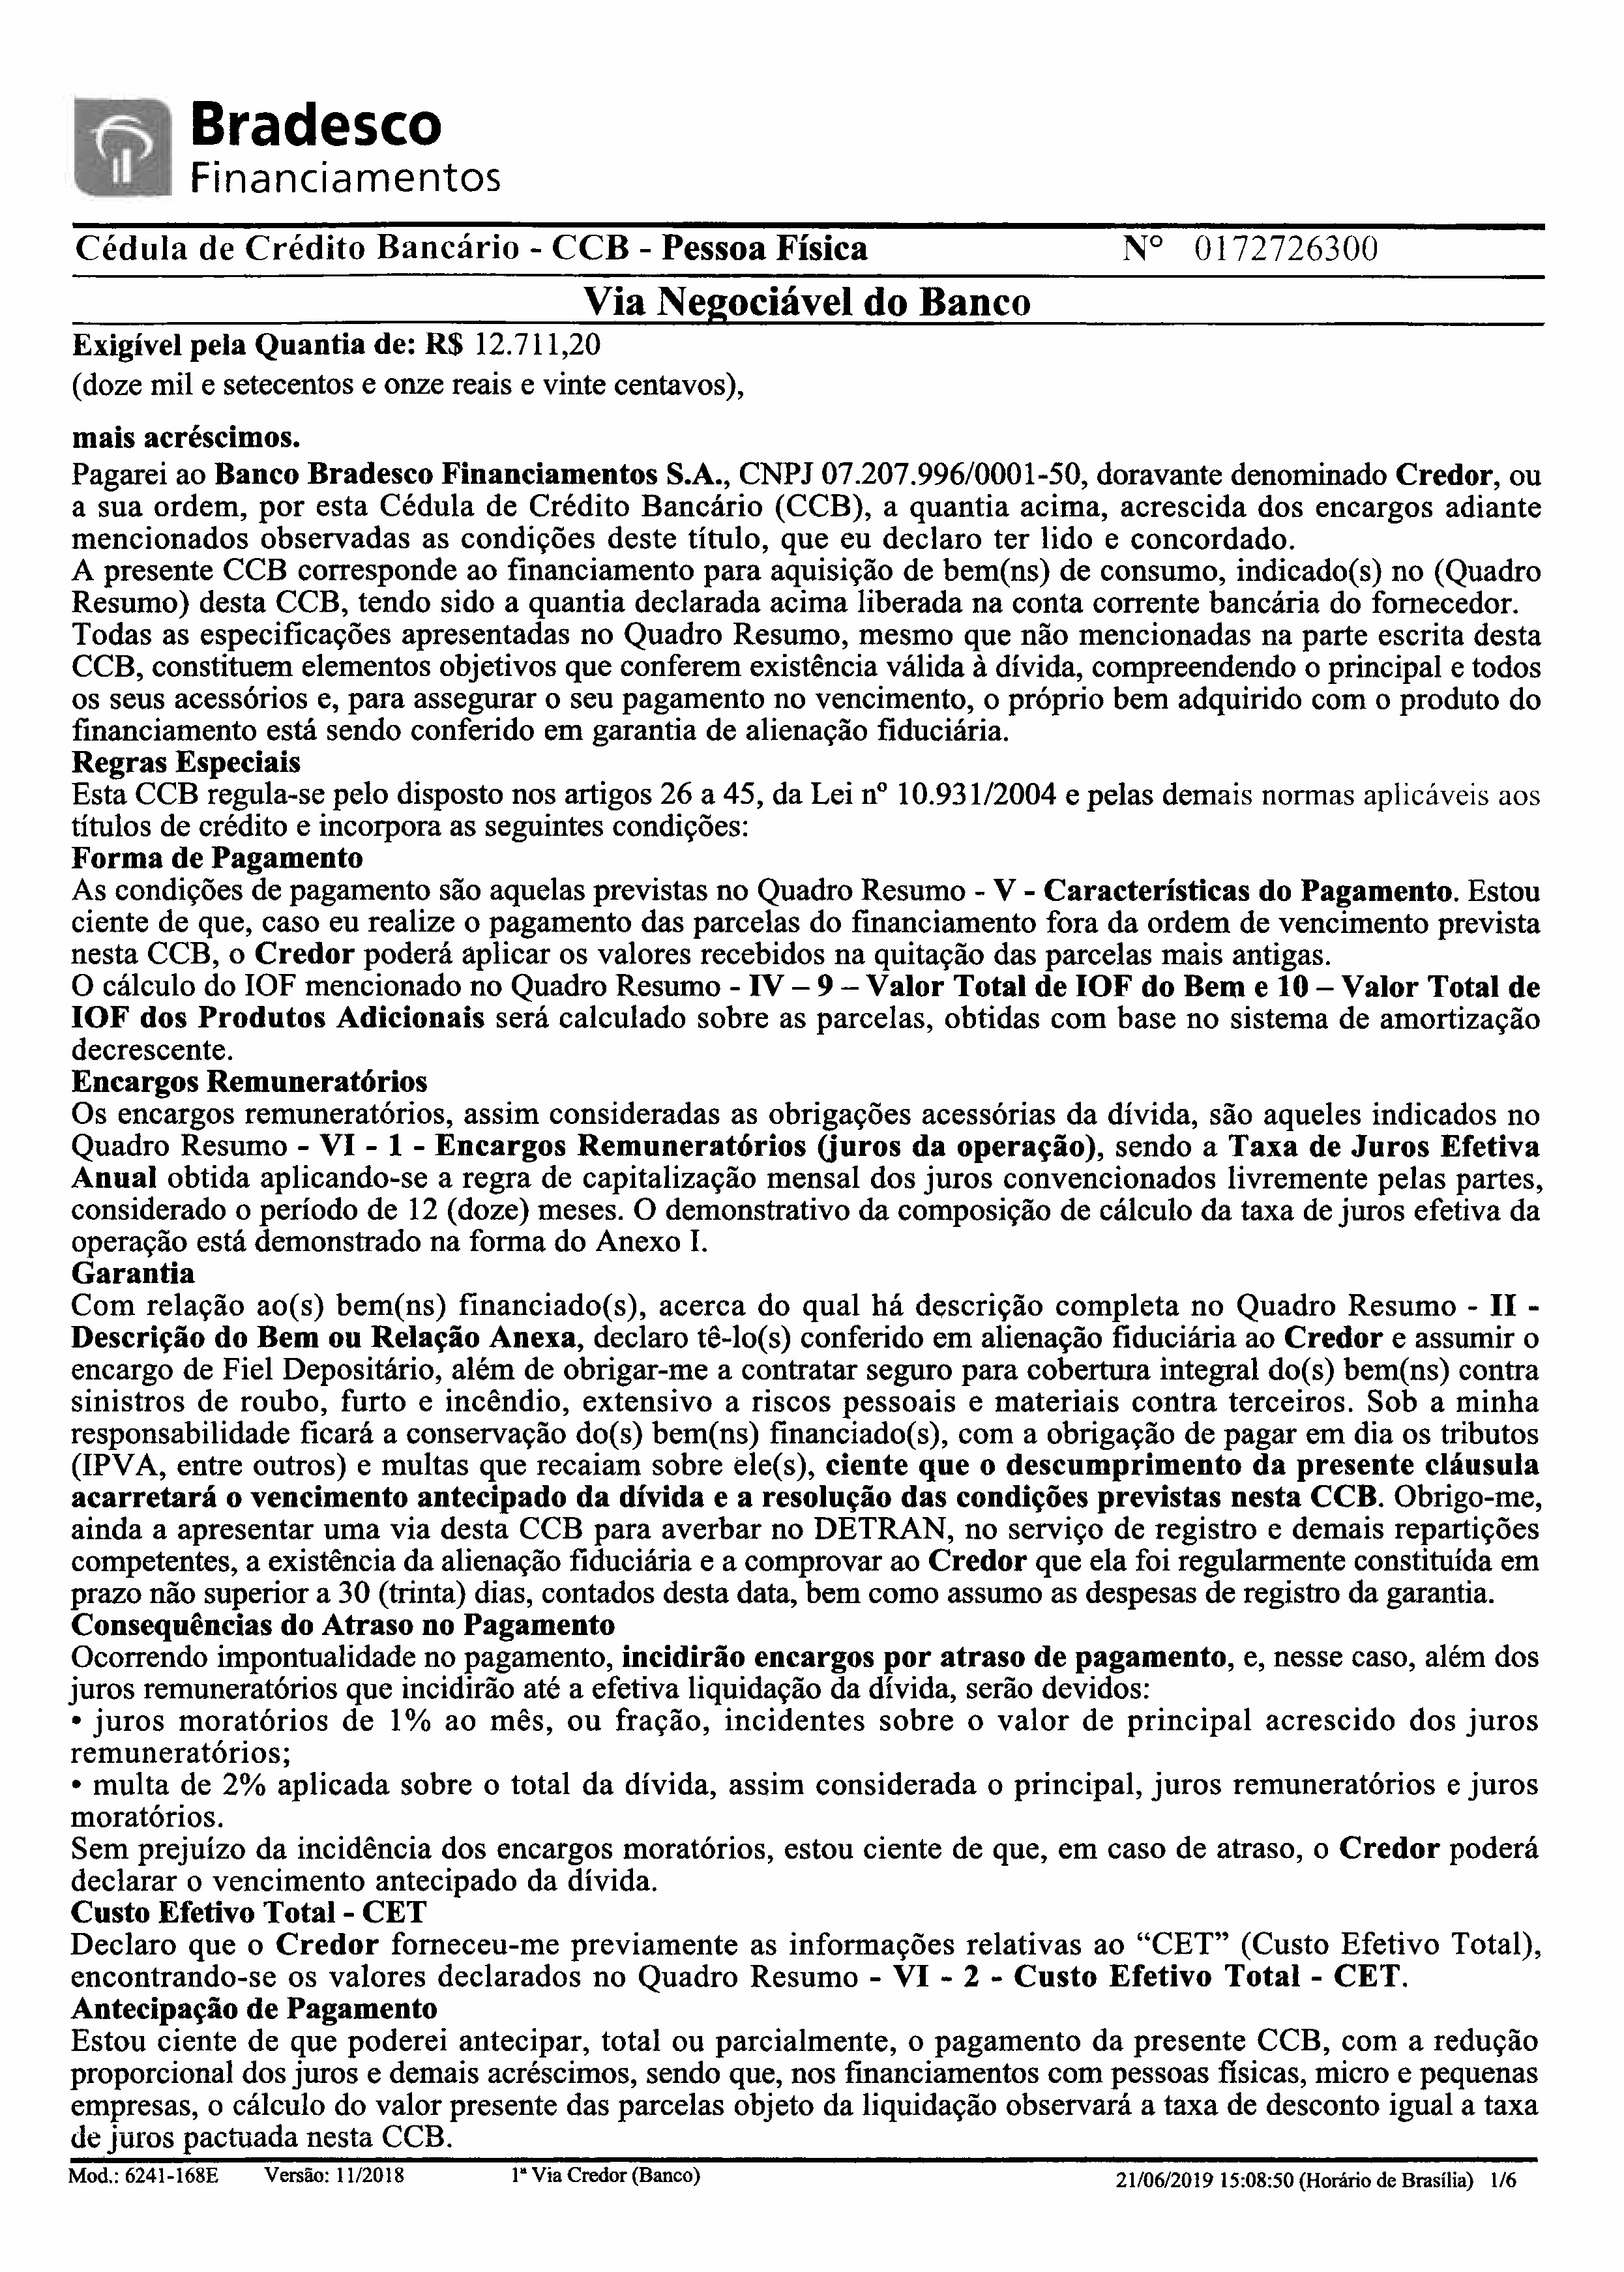 Bradesco
Financiamentos
Cédula de Crédito Bancário - CCB - Pessoa Física Nº 0172726300
Via Negociável do Banco
Exigível pela Quantia de: R$ 12.711,20
(doze mil e setecentos e onze reais e vinte centavos),
mais acréscimos.
Pagarei ao Banco Bradesco Financiamentos S.A., CNPJ 07.207.996/0001-50, doravante denominado Credor, ou
a sua ordem, por esta Cédula de Crédito Bancário (CCB), a quantia acima, acrescida dos encargos adiante
mencionados observadas as condições deste título, que eu declaro ter lido e concordado.
A presente CCB corresponde ao financiamento para aquisição de bem(ns) de consumo, indicado(s) no (Quadro
Resumo) desta CCB, tendo sido a quantia declarada acima liberada na conta corrente bancária do fornecedor.
Todas as especificações apresentadas no Quadro Resumo, mesmo que não mencionadas na parte escrita desta
CCB, constituem elementos objetivos que conferem existência válida à dívida, compreendendo o principal e todos
os seus acessórios e, para assegurar o seu pagamento no vencimento, o próprio bem adquirido com o produto do
financiamento está sendo conferido em garantia de alienação fiduciária.
Regras Especiais
Esta CCB regula-se pelo disposto nos artigos 26 a 45, da Lei nº 10.931/2004 e pelas demais normas aplicáveis aos
títulos de crédito e incorpora as seguintes condições:
Forma de Pagamento
As condições de pagamento são aquelas previstas no Quadro Resumo - V - Características do Pagamento. Estou
ciente de que, caso eu realize o pagamento das parcelas do financiamento fora da ordem de vencimento prevista
nesta CCB, o Credor poderá aplicar os valores recebidos na quitação das parcelas mais antigas.
O cálculo do IOF mencionado no Quadro Resumo - IV – 9 – Valor Total de IOF do Bem e 10 – Valor Total de
IOF dos Produtos Adicionais será calculado sobre as parcelas, obtidas com base no sistema de amortização
decrescente.
Encargos Remuneratórios
Os encargos remuneratórios, assim consideradas as obrigações acessórias da dívida, são aqueles indicados no
Quadro Resumo - VI - 1 - Encargos Remuneratórios (juros da operação), sendo a Taxa de Juros Efetiva
Anual obtida aplicando-se a regra de capitalização mensal dos juros convencionados livremente pelas partes,
considerado o período de 12 (doze) meses. O demonstrativo da composição de cálculo da taxa de juros efetiva da
operação está demonstrado na forma do Anexo I.
Garantia
Com relação ao(s) bem(ns) financiado(s), acerca do qual há descrição completa no Quadro Resumo - II -
Descrição do Bem ou Relação Anexa, declaro tê-lo(s) conferido em alienação fiduciária ao Credor e assumir o
encargo de Fiel Depositário, além de obrigar-me a contratar seguro para cobertura integral do(s) bem(ns) contra
sinistros de roubo, furto e incêndio, extensivo a riscos pessoais e materiais contra terceiros. Sob a minha
responsabilidade ficará a conservação do(s) bem(ns) financiado(s), com a obrigação de pagar em dia os tributos
(IPVA, entre outros) e multas que recaiam sobre ele(s), ciente que o descumprimento da presente cláusula
acarretará o vencimento antecipado da dívida e a resolução das condições previstas nesta CCB. Obrigo-me,
ainda a apresentar uma via desta CCB para averbar no DETRAN, no serviço de registro e demais repartições
competentes, a existência da alienação fiduciária e a comprovar ao Credor que ela foi regularmente constituída em
prazo não superior a 30 (trinta) dias, contados desta data, bem como assumo as despesas de registro da garantia.
Consequências do Atraso no Pagamento
Ocorrendo impontualidade no pagamento, incidirão encargos por atraso de pagamento, e, nesse caso, além dos
juros remuneratórios que incidirão até a efetiva liquidação da dívida, serão devidos:
• juros moratórios de 1% ao mês, ou fração, incidentes sobre o valor de principal acrescido dos juros
remuneratórios;
• multa de 2% aplicada sobre o total da dívida, assim considerada o principal, juros remuneratórios e juros
moratórios.
Sem prejuízo da incidência dos encargos moratórios, estou ciente de que, em caso de atraso, o Credor poderá
declarar o vencimento antecipado da dívida.
Custo Efetivo Total - CET
Declaro que o Credor forneceu-me previamente as informações relativas ao “CET” (Custo Efetivo Total),
encontrando-se os valores declarados no Quadro Resumo - VI - 2 - Custo Efetivo Total - CET.
Antecipação de Pagamento
Estou ciente de que poderei antecipar, total ou parcialmente, o pagamento da presente CCB, com a redução
proporcional dos juros e demais acréscimos, sendo que, nos financiamentos com pessoas físicas, micro e pequenas
empresas, o cálculo do valor presente das parcelas objeto da liquidação observará a taxa de desconto igual a taxa
de juros pactuada nesta CCB.
Mod.: 6241-168E Versão: 11/2018 1ª Via Credor (Banco) 21/06/2019 15:08:50 (Horário de Brasília) 1/6